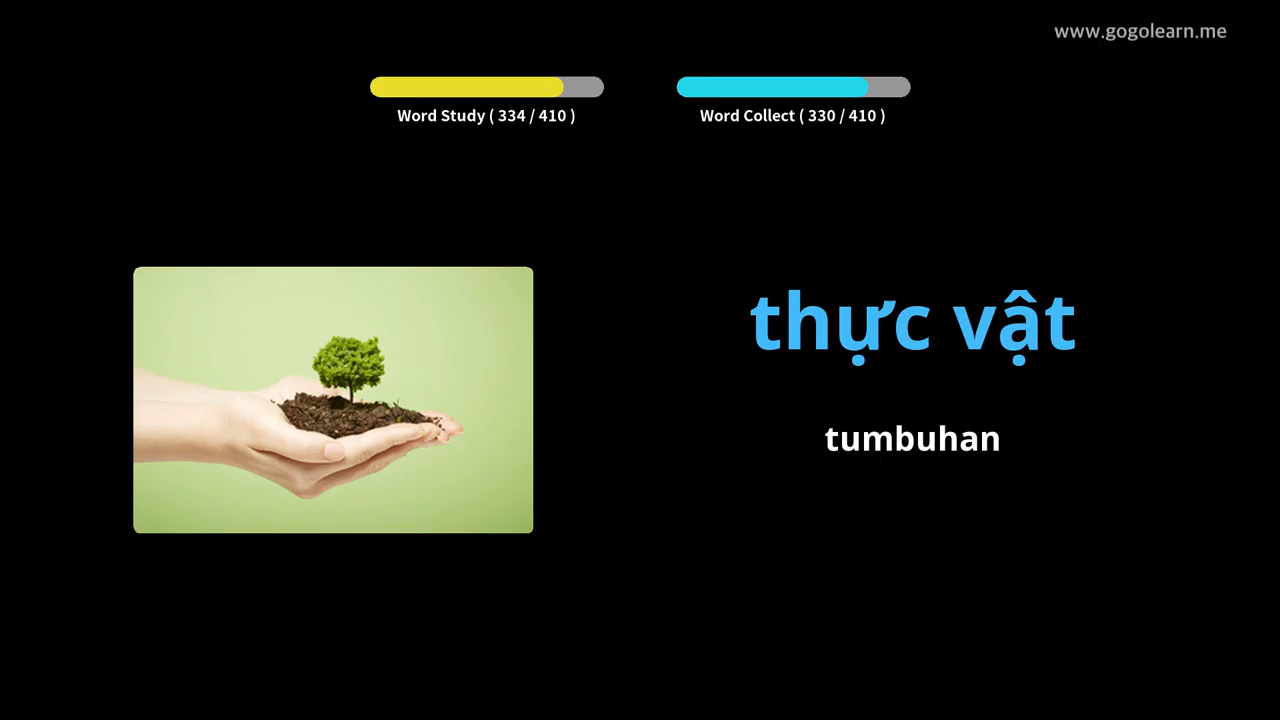 www.gogolearn.me
Word Study ( 334 / 410 )
Word Collect ( 330 / 410 )
thực vật
tumbuhan